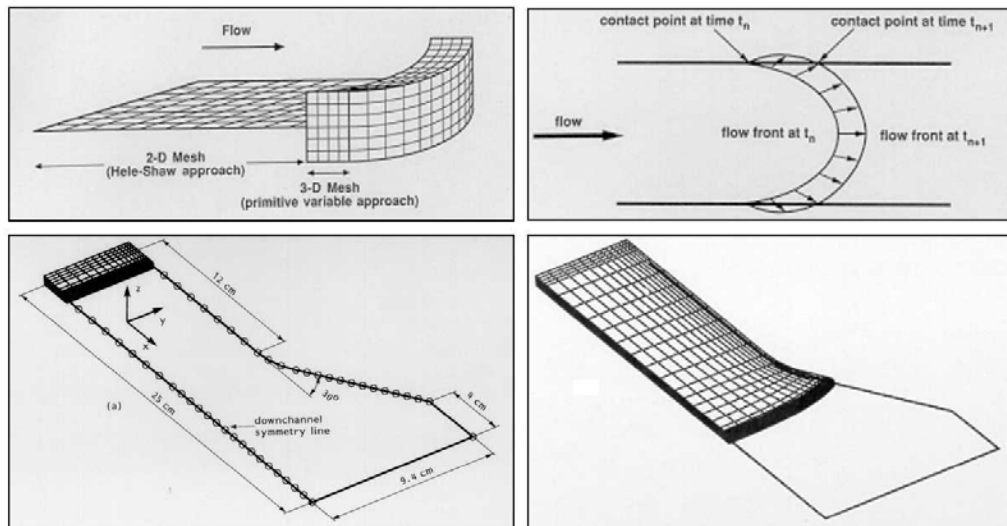 Flow
2-D Mesh
(Hele-Shaw approach)
3-D Mesh
(primitive variable approach)
contact point at time tn
contact point at time tn+1
flow
flow front at tn
flow front at tn+1
12 cm
z
y
x
30°
(a)
25 cm
downchannel
symmetry line
4 cm
9.4 cm